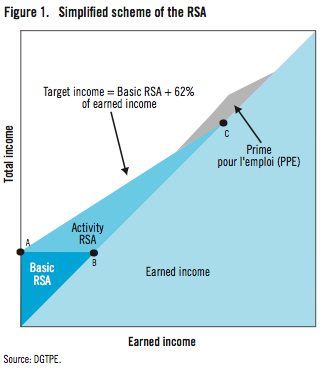 Figure 1. Simplified scheme of the RSA
Target income = Basic RSA + 62%
of earned income
C
Prime
pour l'emploi (PPE)
Total income
Activity
RSA
A
B
Basic
RSA
Earned income
Earned income
Source: DGTPE.